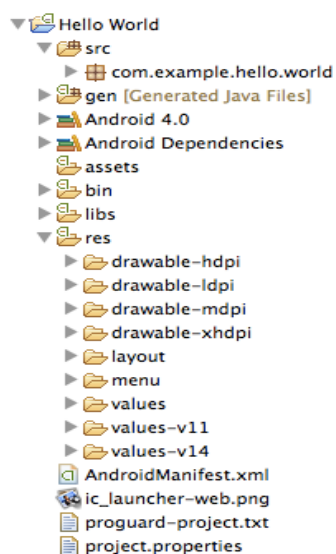 Hello World
src
com.example.hello.world
gen [Generated Java Files]
Android 4.0
Android Dependencies
assets
bin
libs
res
drawable-hdpi
drawable-ldpi
drawable-mdpi
drawable-xhdpi
layout
menu
values
values-v11
values-v14
AndroidManifest.xml
ic_launcher-web.png
proguard-project.txt
project.properties